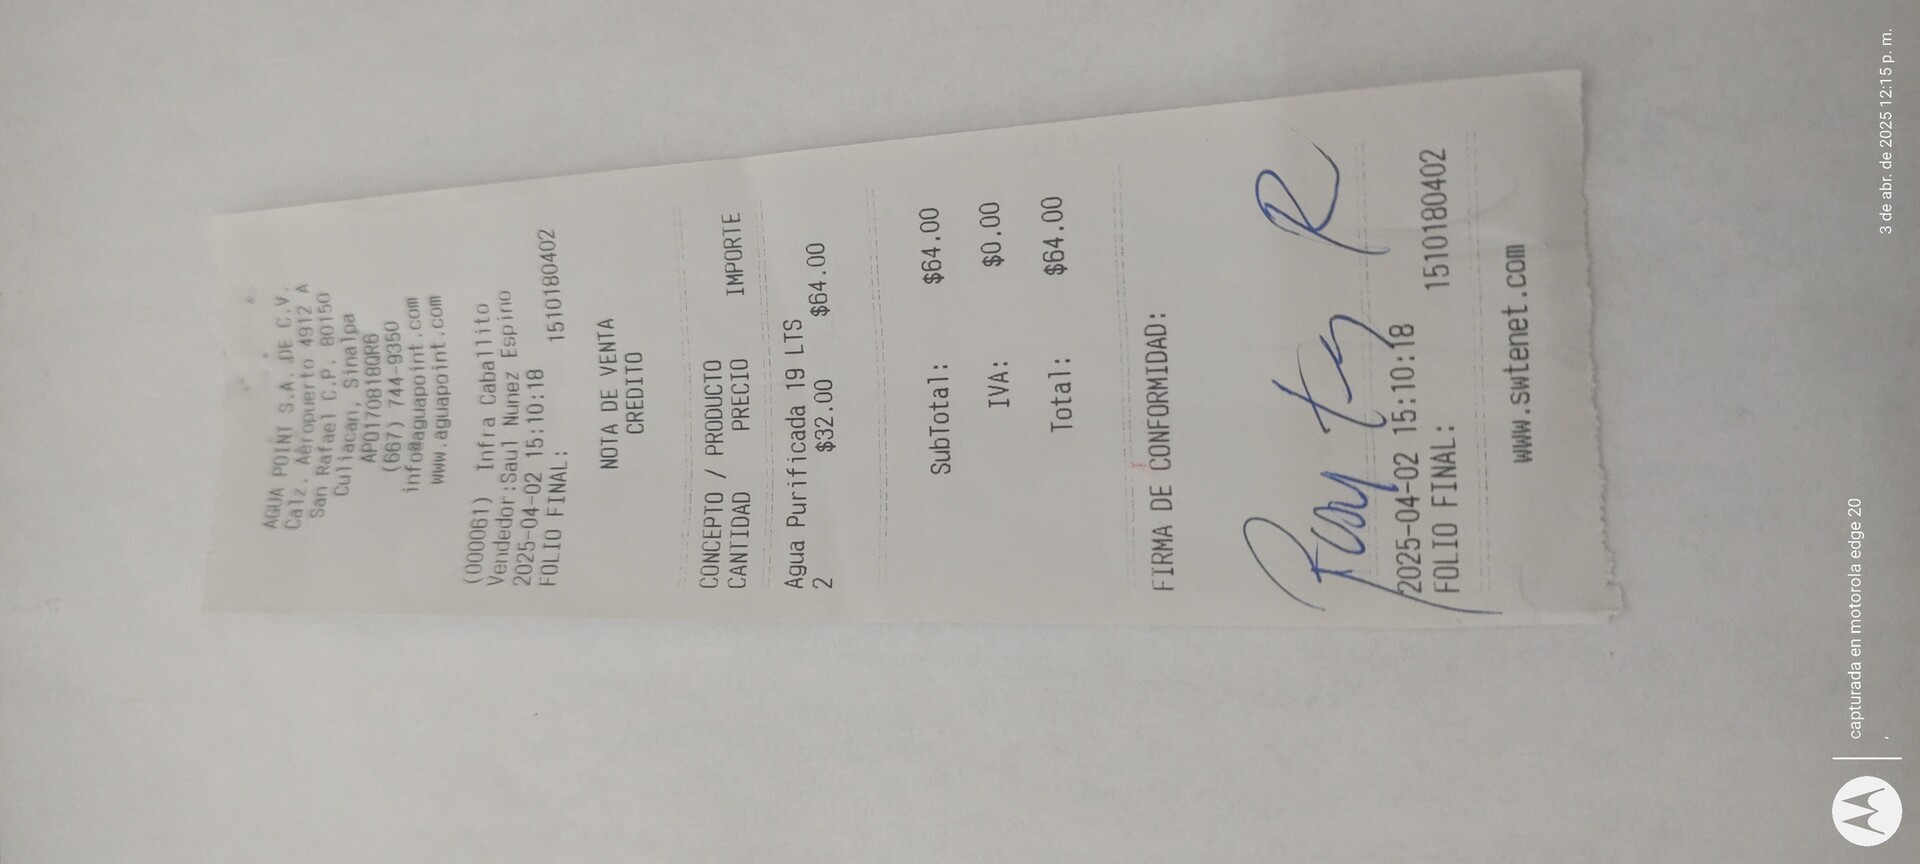 AGUA POINT S.A. DE C.V.
Calz. Aeropuerto 4912 A
San Rafael C.P. 80150
Culiacan, Sinalpa
APO170818QR6
(667) 744-9350
info@aguapoint.com
www.aguapoint.com
(000061) Infra Caballito
Vendedor:Saul Nunez Espino
2025-04-02 15:10:18
FOLIO FINAL: 1510180402
NOTA DE VENTA
CREDITO
CONCEPTO / PRODUCTO
CANTIDAD PRECIO IMPORTE
Agua Purificada 19 LTS
2 $32.00 $64.00
SubTotal: $64.00
IVA: $0.00
Total: $64.00
FIRMA DE CONFORMIDAD:
2025-04-02 15:10:18
FOLIO FINAL: 1510180402
www.swtenet.com
capturada en motorola edge 20
3 de abr. de 2025 12:15 p. m.